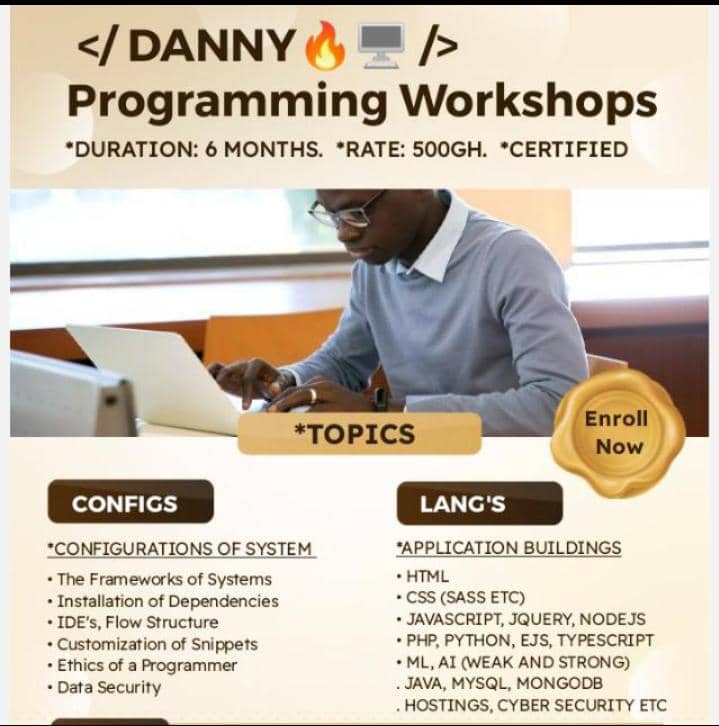 </ DANNY🔥🖥️ />
Programming Workshops
*DURATION: 6 MONTHS. *RATE: 500GH. *CERTIFIED
*TOPICS
Enroll
Now
CONFIGS
*CONFIGURATIONS OF SYSTEM
• The Frameworks of Systems
• Installation of Dependencies
• IDE's, Flow Structure
• Customization of Snippets
• Ethics of a Programmer
• Data Security
LANG'S
*APPLICATION BUILDINGS
• HTML
• CSS (SASS ETC)
• JAVASCRIPT, JQUERY, NODEJS
• PHP, PYTHON, EJS, TYPESCRIPT
• ML, AI (WEAK AND STRONG)
. JAVA, MYSQL, MONGODB
. HOSTINGS, CYBER SECURITY ETC